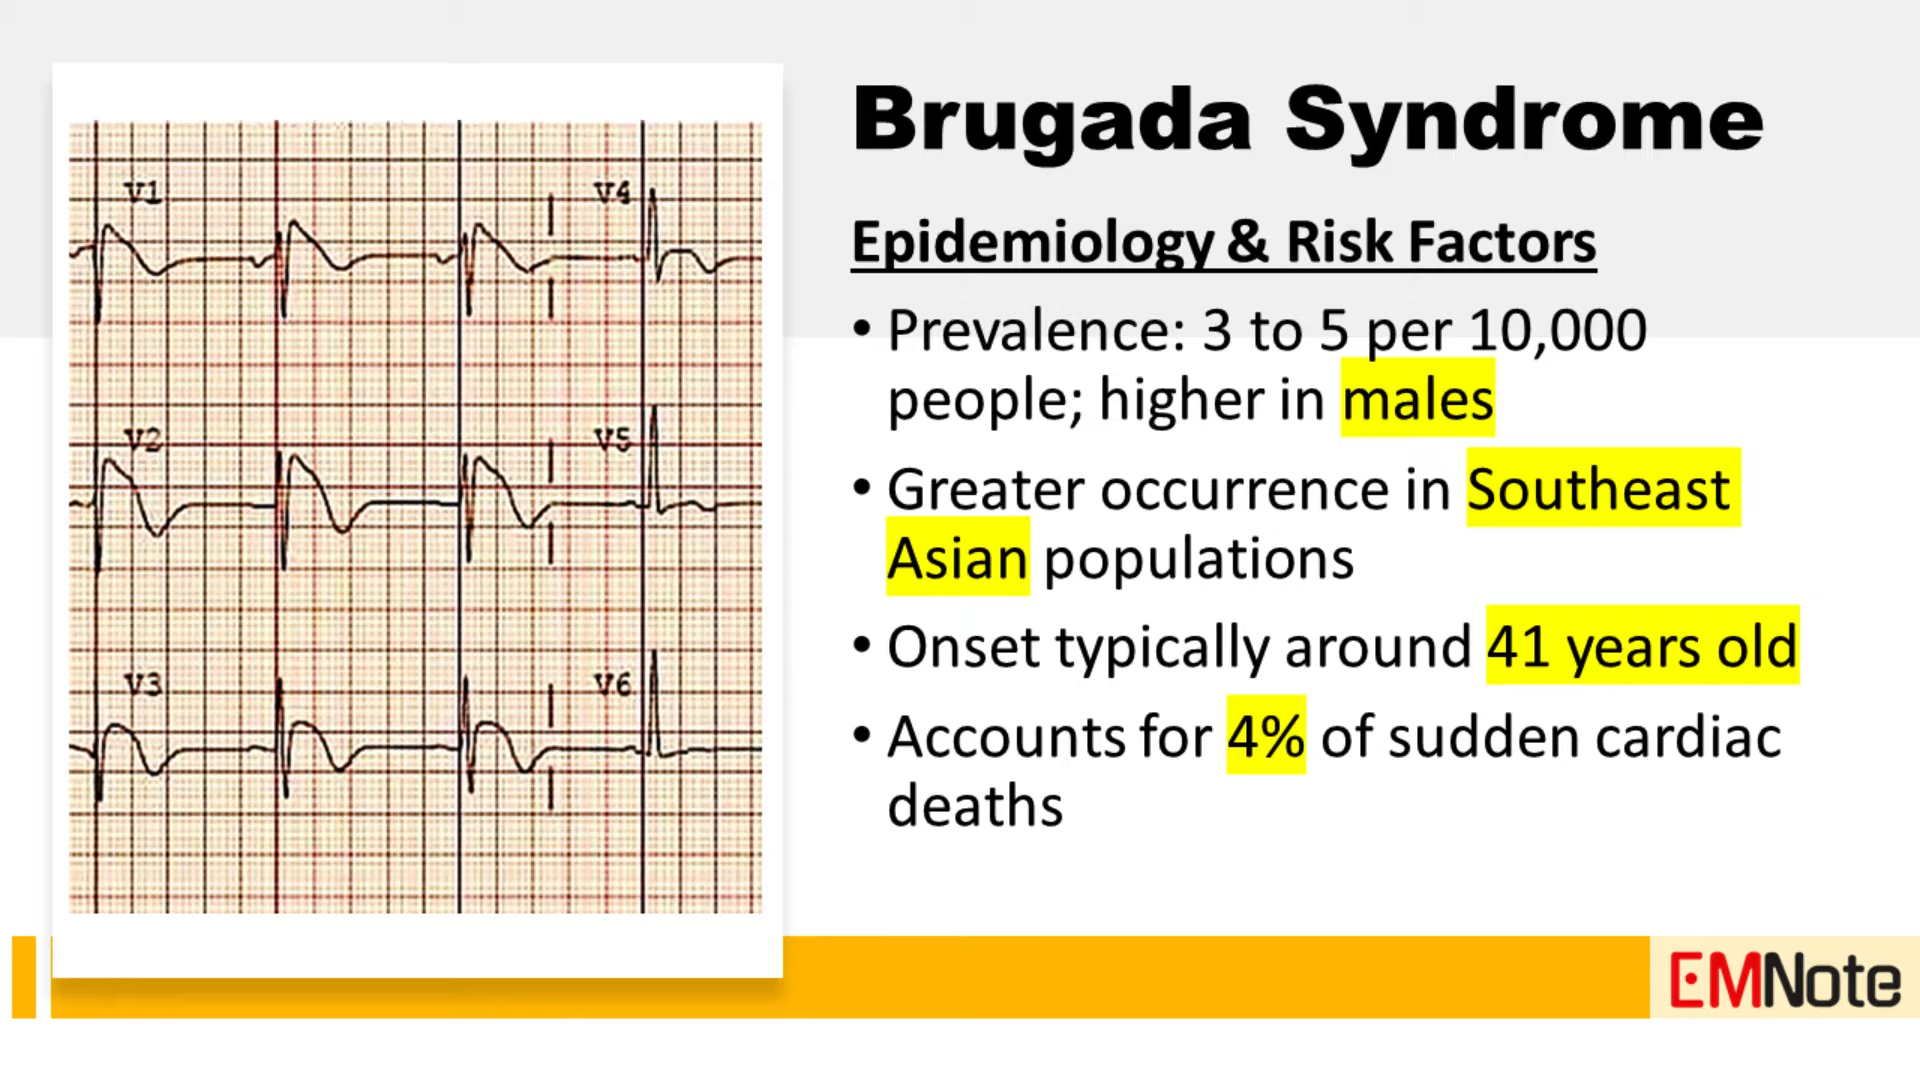 Brugada Syndrome
Epidemiology & Risk Factors
• Prevalence: 3 to 5 per 10,000
people; higher in males
• Greater occurrence in Southeast
Asian populations
• Onset typically around 41 years old
• Accounts for 4% of sudden cardiac
deaths
V1
V4
V2
V5
V3
V6
EMNote